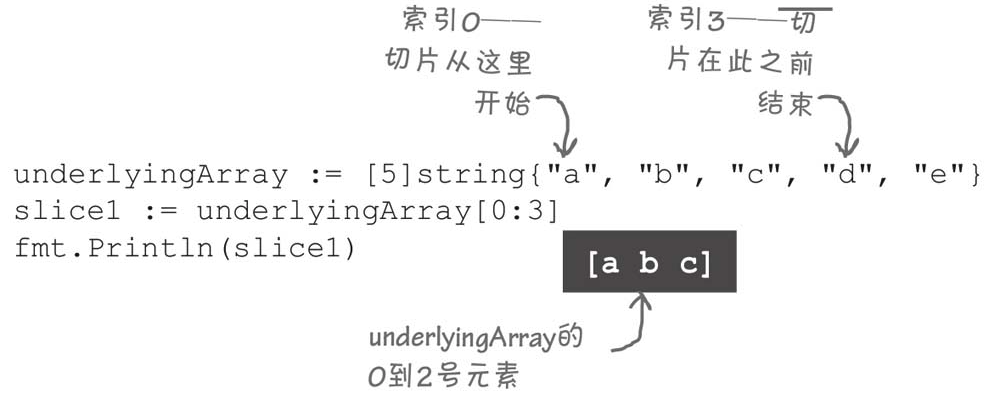 索引0——
切片从这里
开始
索引3——切
片在此之前
结束
underlyingArray := [5]string{"a", "b", "c", "d", "e"}
slice1 := underlyingArray[0:3]
fmt.Println(slice1)
[a b c]
underlyingArray的
0到2号元素